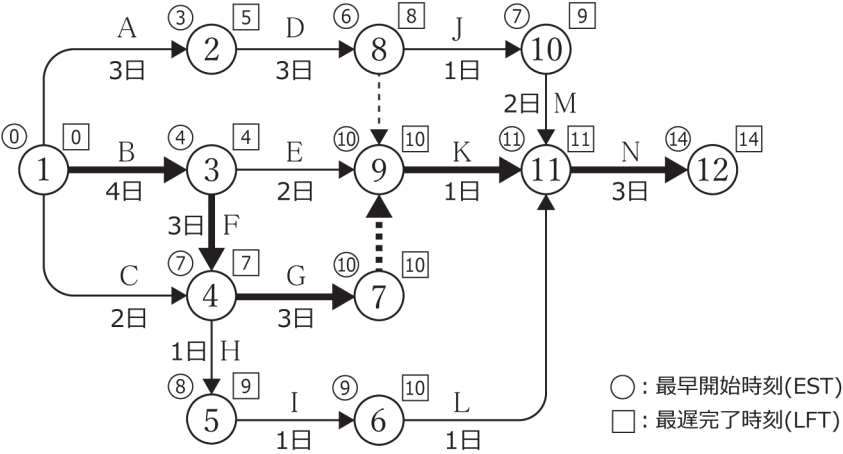 ③ 5 ⑥ 8 ⑦ 9
A D J
2 8 10
3日 3日 1日
2日 M
⓪ 0 ④ 4 ⑩ 10 ⑪ 11 ⑭ 14
B E K N
1 3 9 11 12
4日 2日 1日 3日
3日 F
⑦ 7 ⑩ 10
C G
4 7
2日 3日
1日 H
⑧ 9 ⑨ 10
I L
5 6
1日 1日
○：最早開始時刻(EST)
□：最遅完了時刻(LFT)